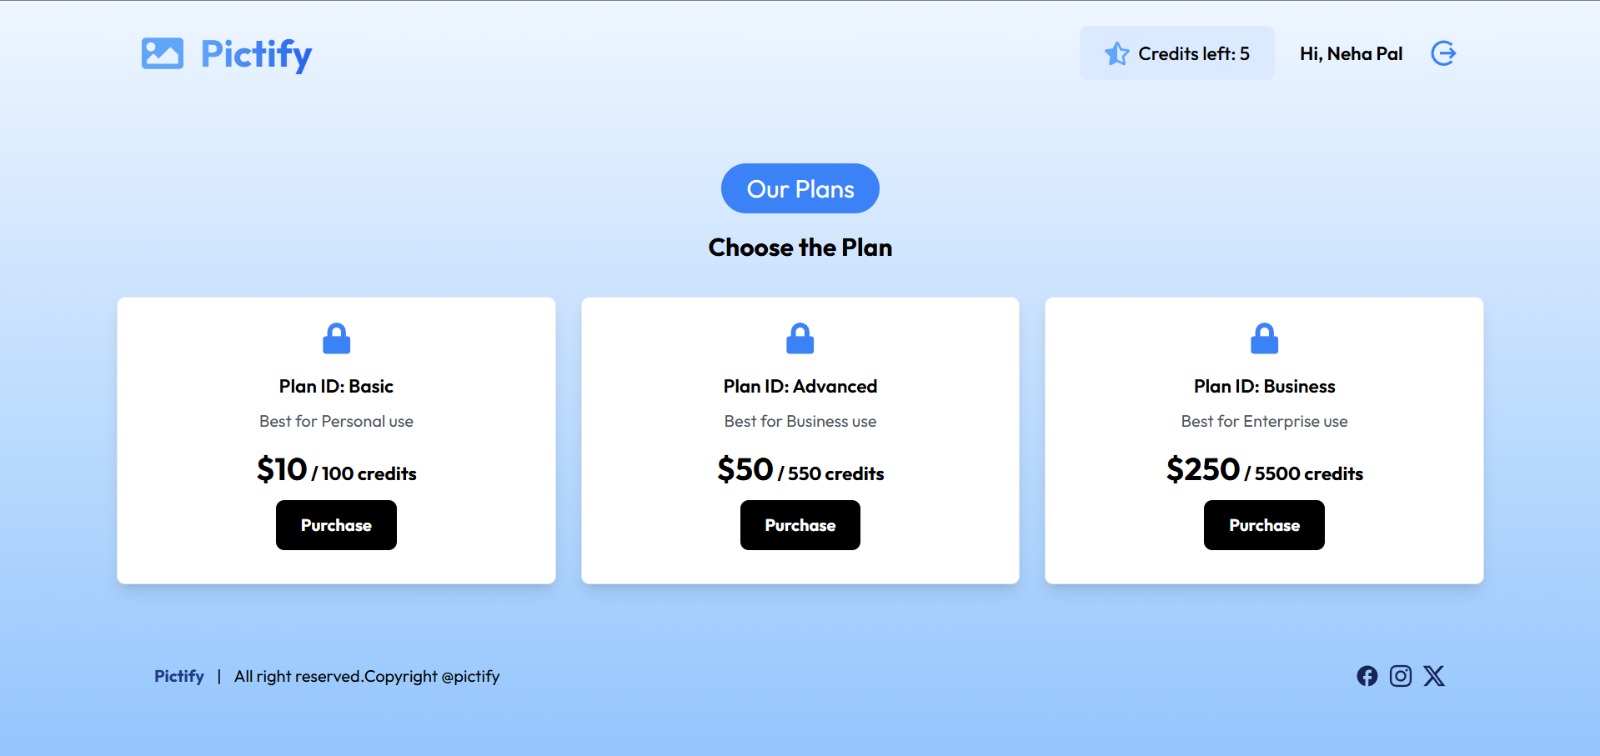 Pictify
Credits left: 5
Hi, Neha Pal
Our Plans
Choose the Plan
Plan ID: Basic
Best for Personal use
$10 / 100 credits
Purchase
Plan ID: Advanced
Best for Business use
$50 / 550 credits
Purchase
Plan ID: Business
Best for Enterprise use
$250 / 5500 credits
Purchase
Pictify | All right reserved.Copyright @pictify